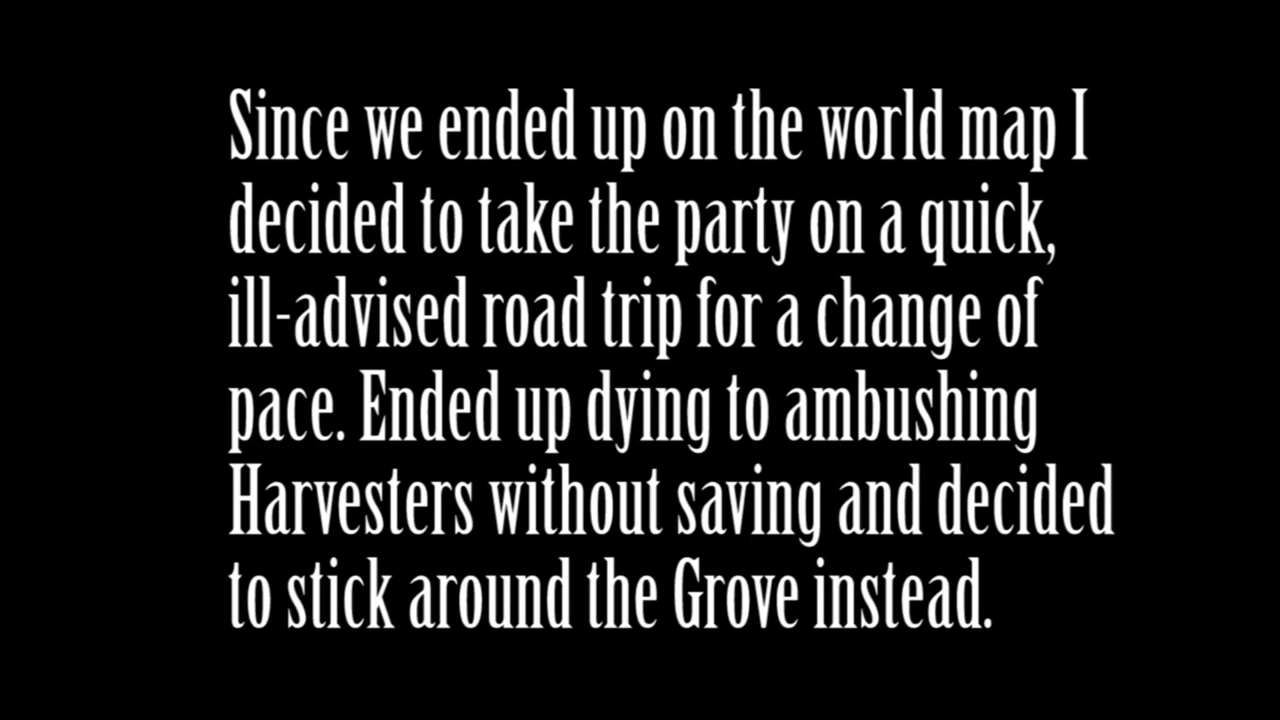 Since we ended up on the world map I
decided to take the party on a quick,
ill-advised road trip for a change of
pace. Ended up dying to ambushing
Harvesters without saving and decided
to stick around the Grove instead.